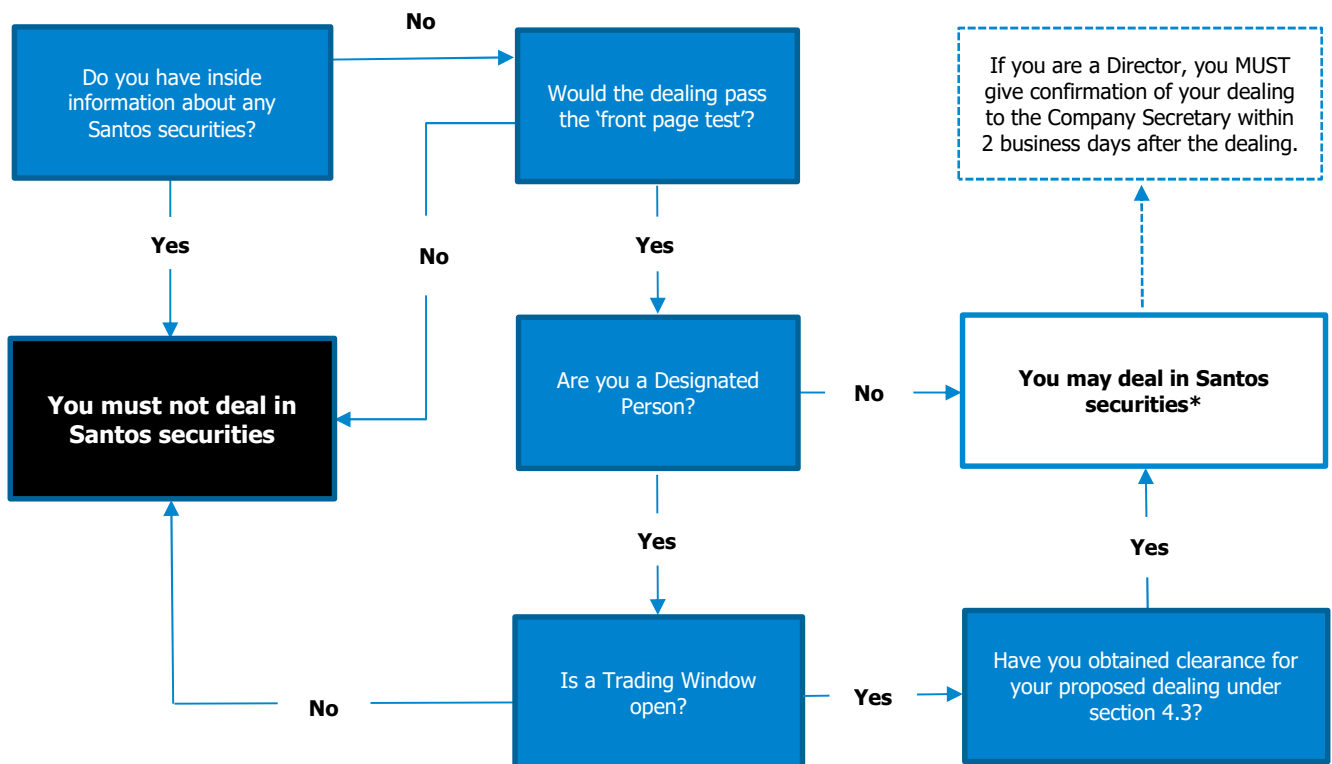 No
Do you have inside
information about any
Santos securities?
Would the dealing pass
the ‘front page test’?
If you are a Director, you MUST
give confirmation of your dealing
to the Company Secretary within
2 business days after the dealing.
Yes
No
Yes
You must not deal in
Santos securities
Are you a Designated
Person?
No
You may deal in Santos
securities*
Yes
Yes
No
Is a Trading Window
open?
Yes
Have you obtained clearance for
your proposed dealing under
section 4.3?